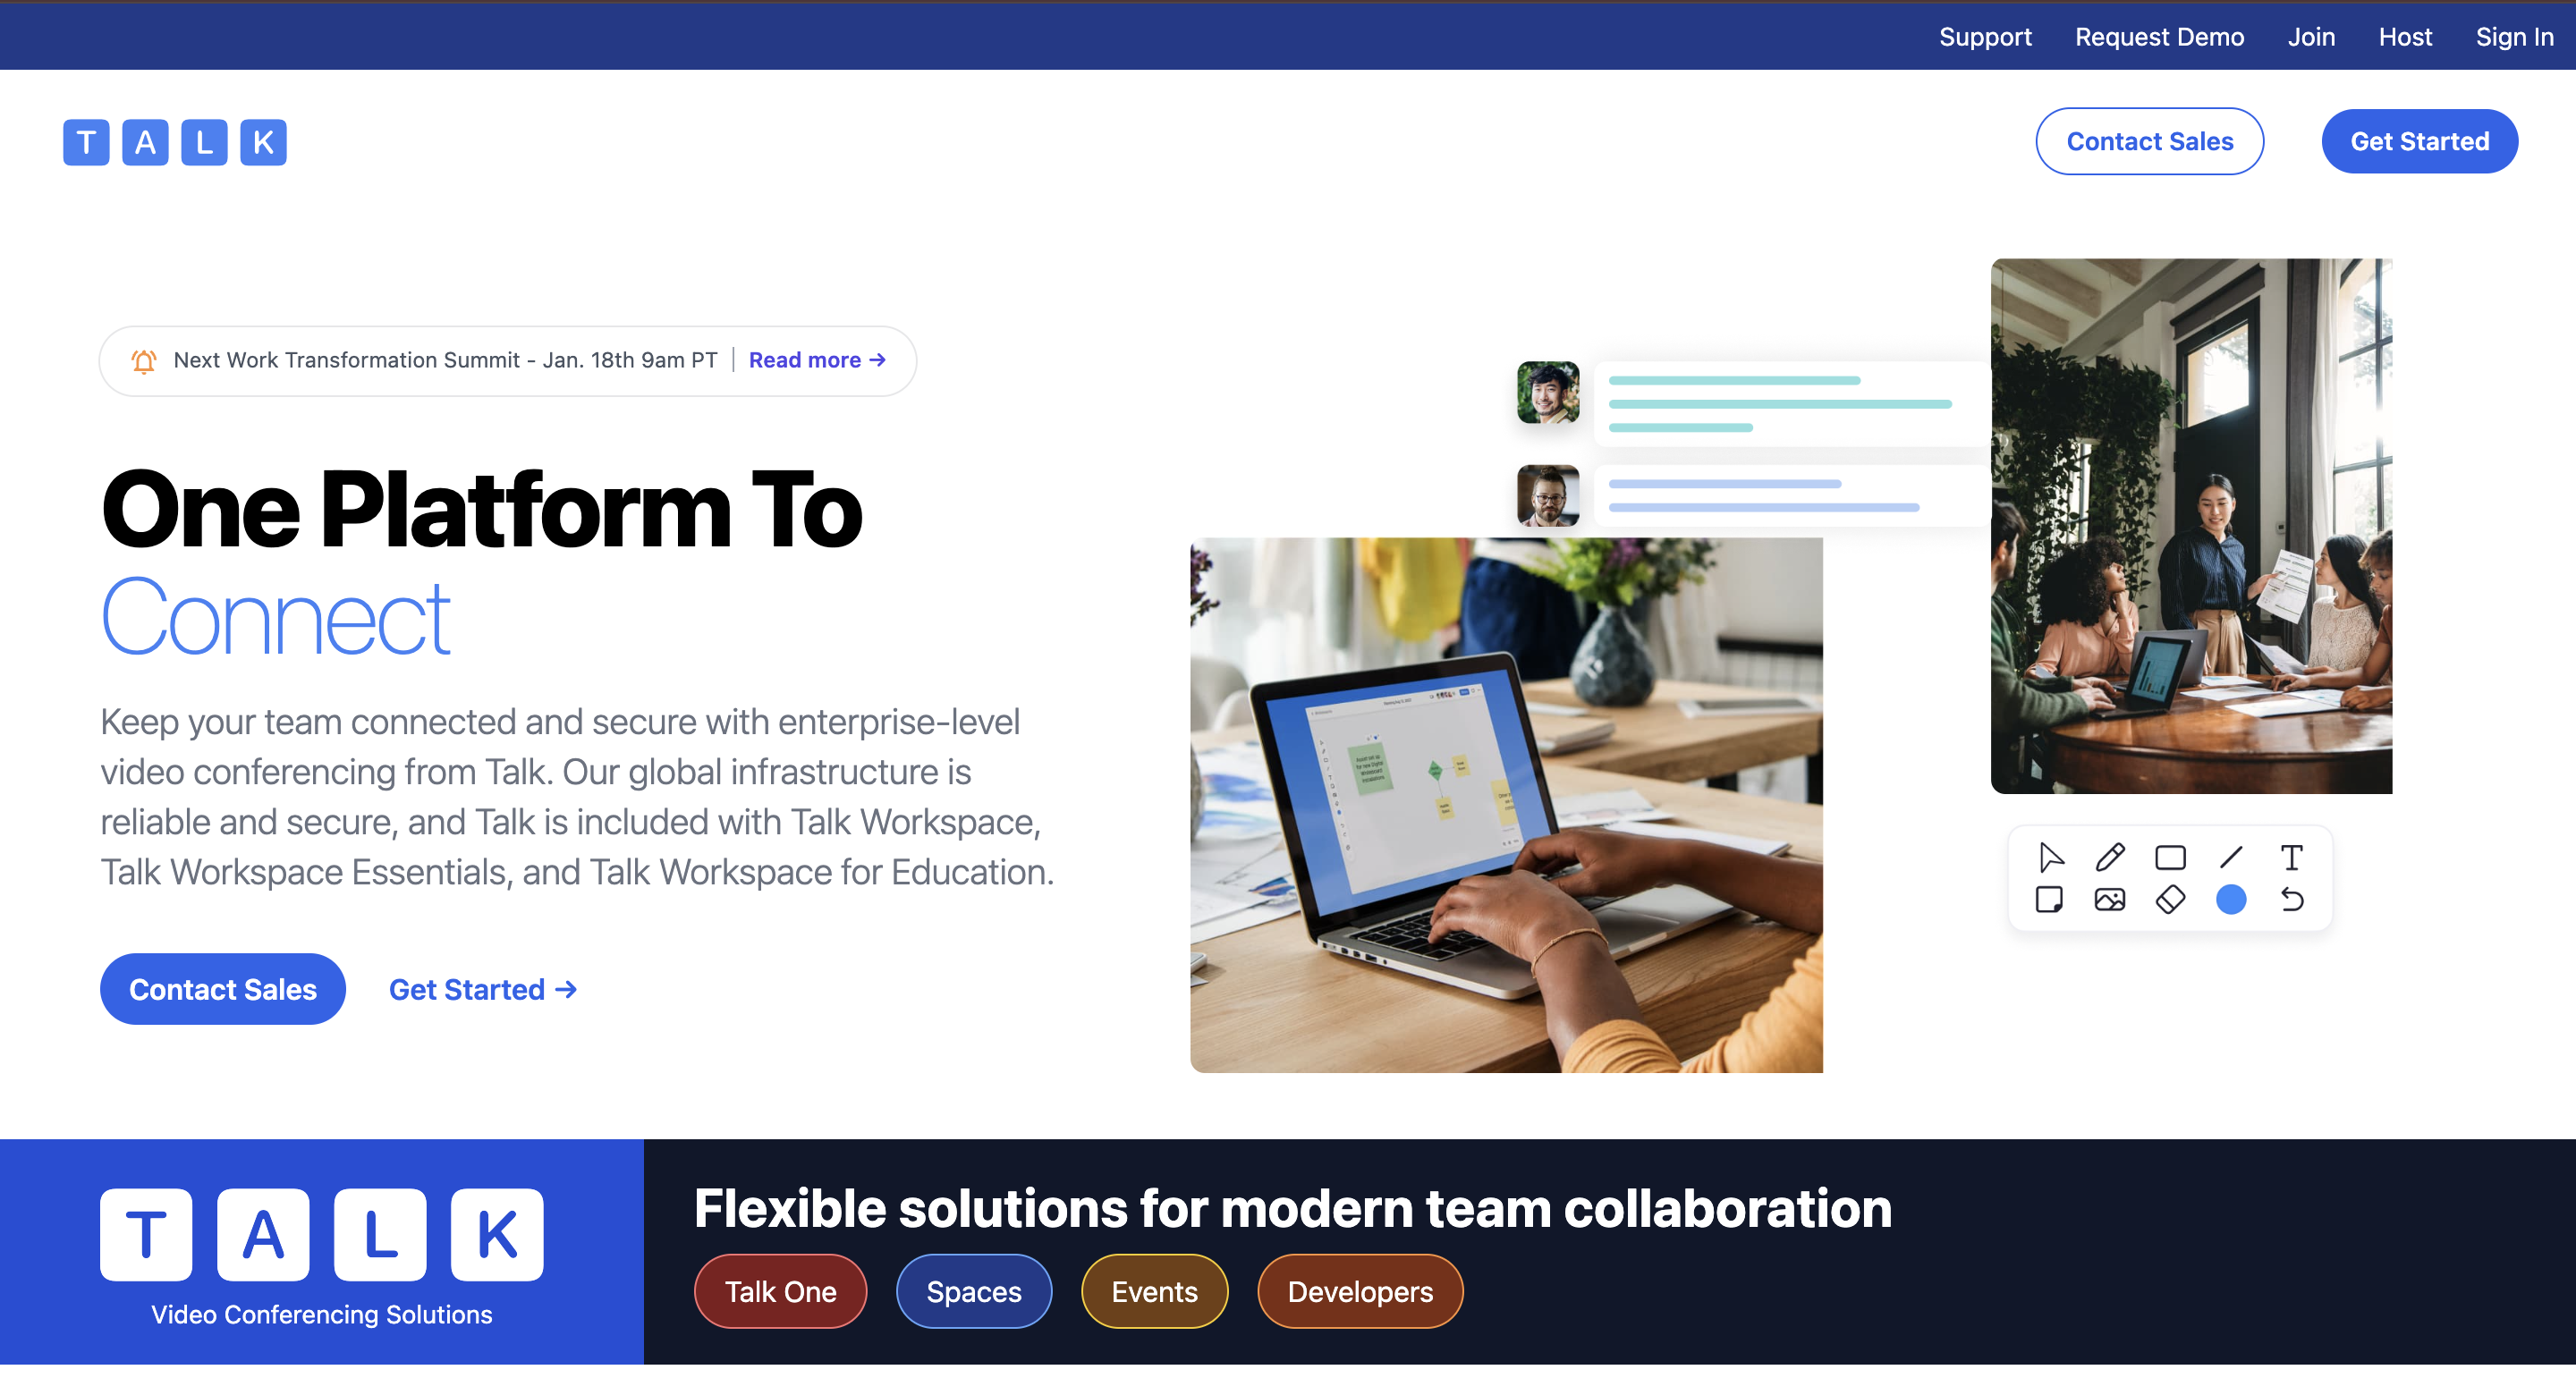 Support Request Demo Join Host Sign In
TALK
Contact Sales Get Started
Next Work Transformation Summit - Jan. 18th 9am PT | Read more →
One Platform To
Connect
Keep your team connected and secure with enterprise-level
video conferencing from Talk. Our global infrastructure is
reliable and secure, and Talk is included with Talk Workspace,
Talk Workspace Essentials, and Talk Workspace for Education.
Contact Sales Get Started →
T
TALK
Video Conferencing Solutions
Flexible solutions for modern team collaboration
Talk One Spaces Events Developers